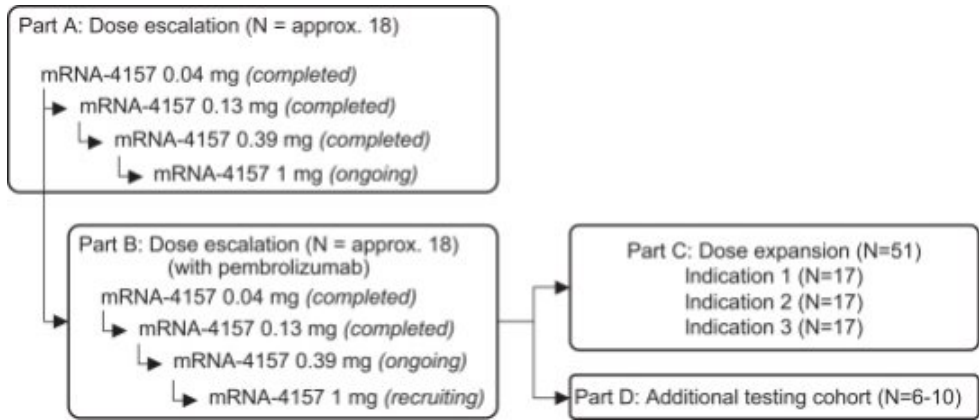 Part A: Dose escalation (N = approx. 18)
mRNA-4157 0.04 mg (completed)
mRNA-4157 0.13 mg (completed)
mRNA-4157 0.39 mg (completed)
mRNA-4157 1 mg (ongoing)
Part B: Dose escalation (N = approx. 18)
(with pembrolizumab)
mRNA-4157 0.04 mg (completed)
mRNA-4157 0.13 mg (completed)
mRNA-4157 0.39 mg (ongoing)
mRNA-4157 1 mg (recruiting)
Part C: Dose expansion (N=51)
Indication 1 (N=17)
Indication 2 (N=17)
Indication 3 (N=17)
Part D: Additional testing cohort (N=6-10)